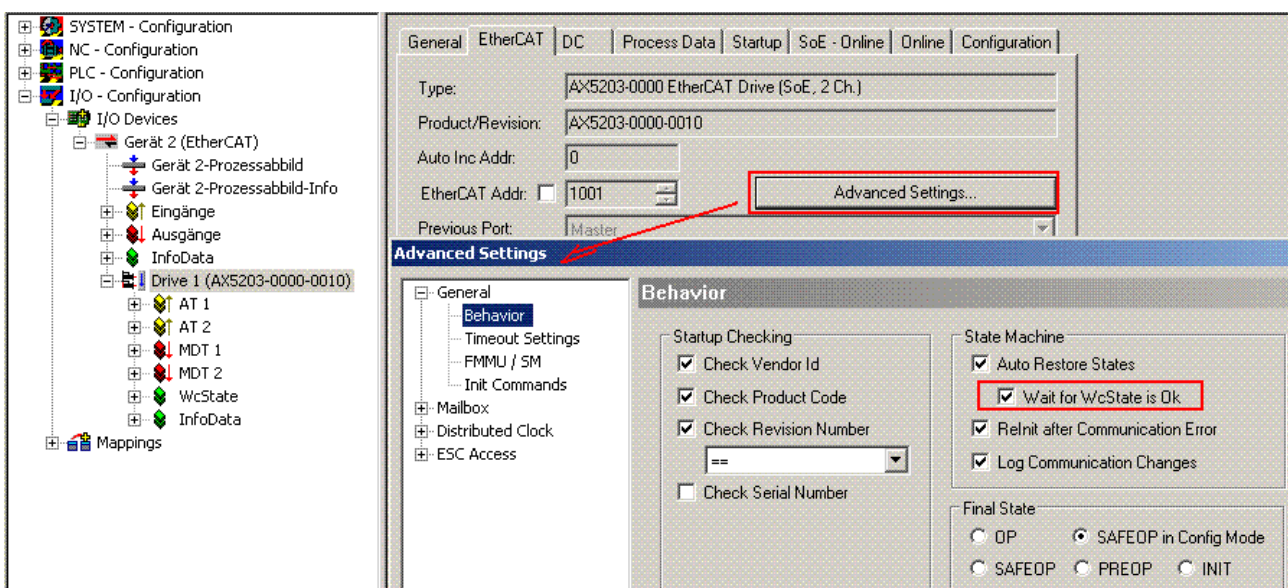 SYSTEM - Configuration
NC - Configuration
PLC - Configuration
I/O - Configuration
I/O Devices
Gerät 2 (EtherCAT)
Gerät 2-Prozessabbild
Gerät 2-Prozessabbild-Info
Eingänge
Ausgänge
InfoData
Drive 1 (AX5203-0000-0010)
AT 1
AT 2
MDT 1
MDT 2
WcState
InfoData
Mappings
General EtherCAT DC Process Data Startup SoE - Online Online Configuration
Type: AX5203-0000 EtherCAT Drive (SoE, 2 Ch.)
Product/Revision: AX5203-0000-0010
Auto Inc Addr: 0
EtherCAT Addr: 1001 Advanced Settings...
Previous Port: Master
Advanced Settings
General
Behavior
Timeout Settings
FMMU / SM
Init Commands
Mailbox
Distributed Clock
ESC Access
Behavior
Startup Checking
Check Vendor Id
Check Product Code
Check Revision Number
==
Check Serial Number
State Machine
Auto Restore States
Wait for WcState is Ok
ReInit after Communication Error
Log Communication Changes
Final State
OP SAFEOP in Config Mode
SAFEOP PREOP INIT